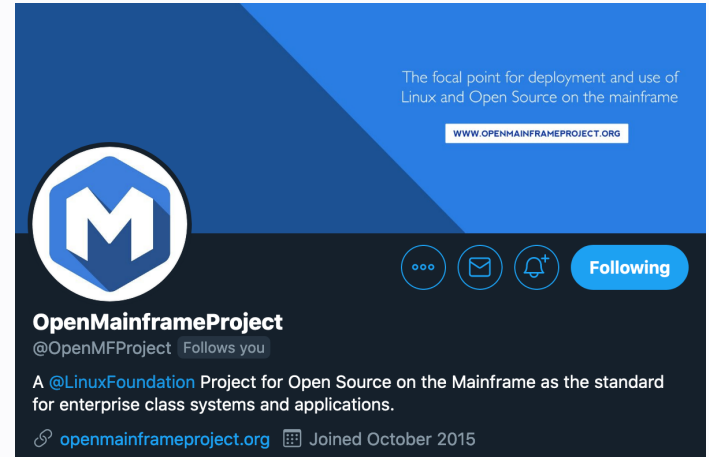 The focal point for deployment and use of
Linux and Open Source on the mainframe
WWW.OPENMAINFRAMEPROJECT.ORG
M
Following
OpenMainframeProject
@OpenMFProject Follows you
A @LinuxFoundation Project for Open Source on the Mainframe as the standard
for enterprise class systems and applications.
openmainframeproject.org Joined October 2015